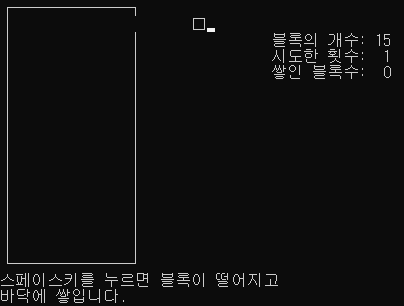 블록의 개수: 15
시도한 횟수: 1
쌓인 블록수: 0
스페이스키를 누르면 블록이 떨어지고
바닥에 쌓입니다.